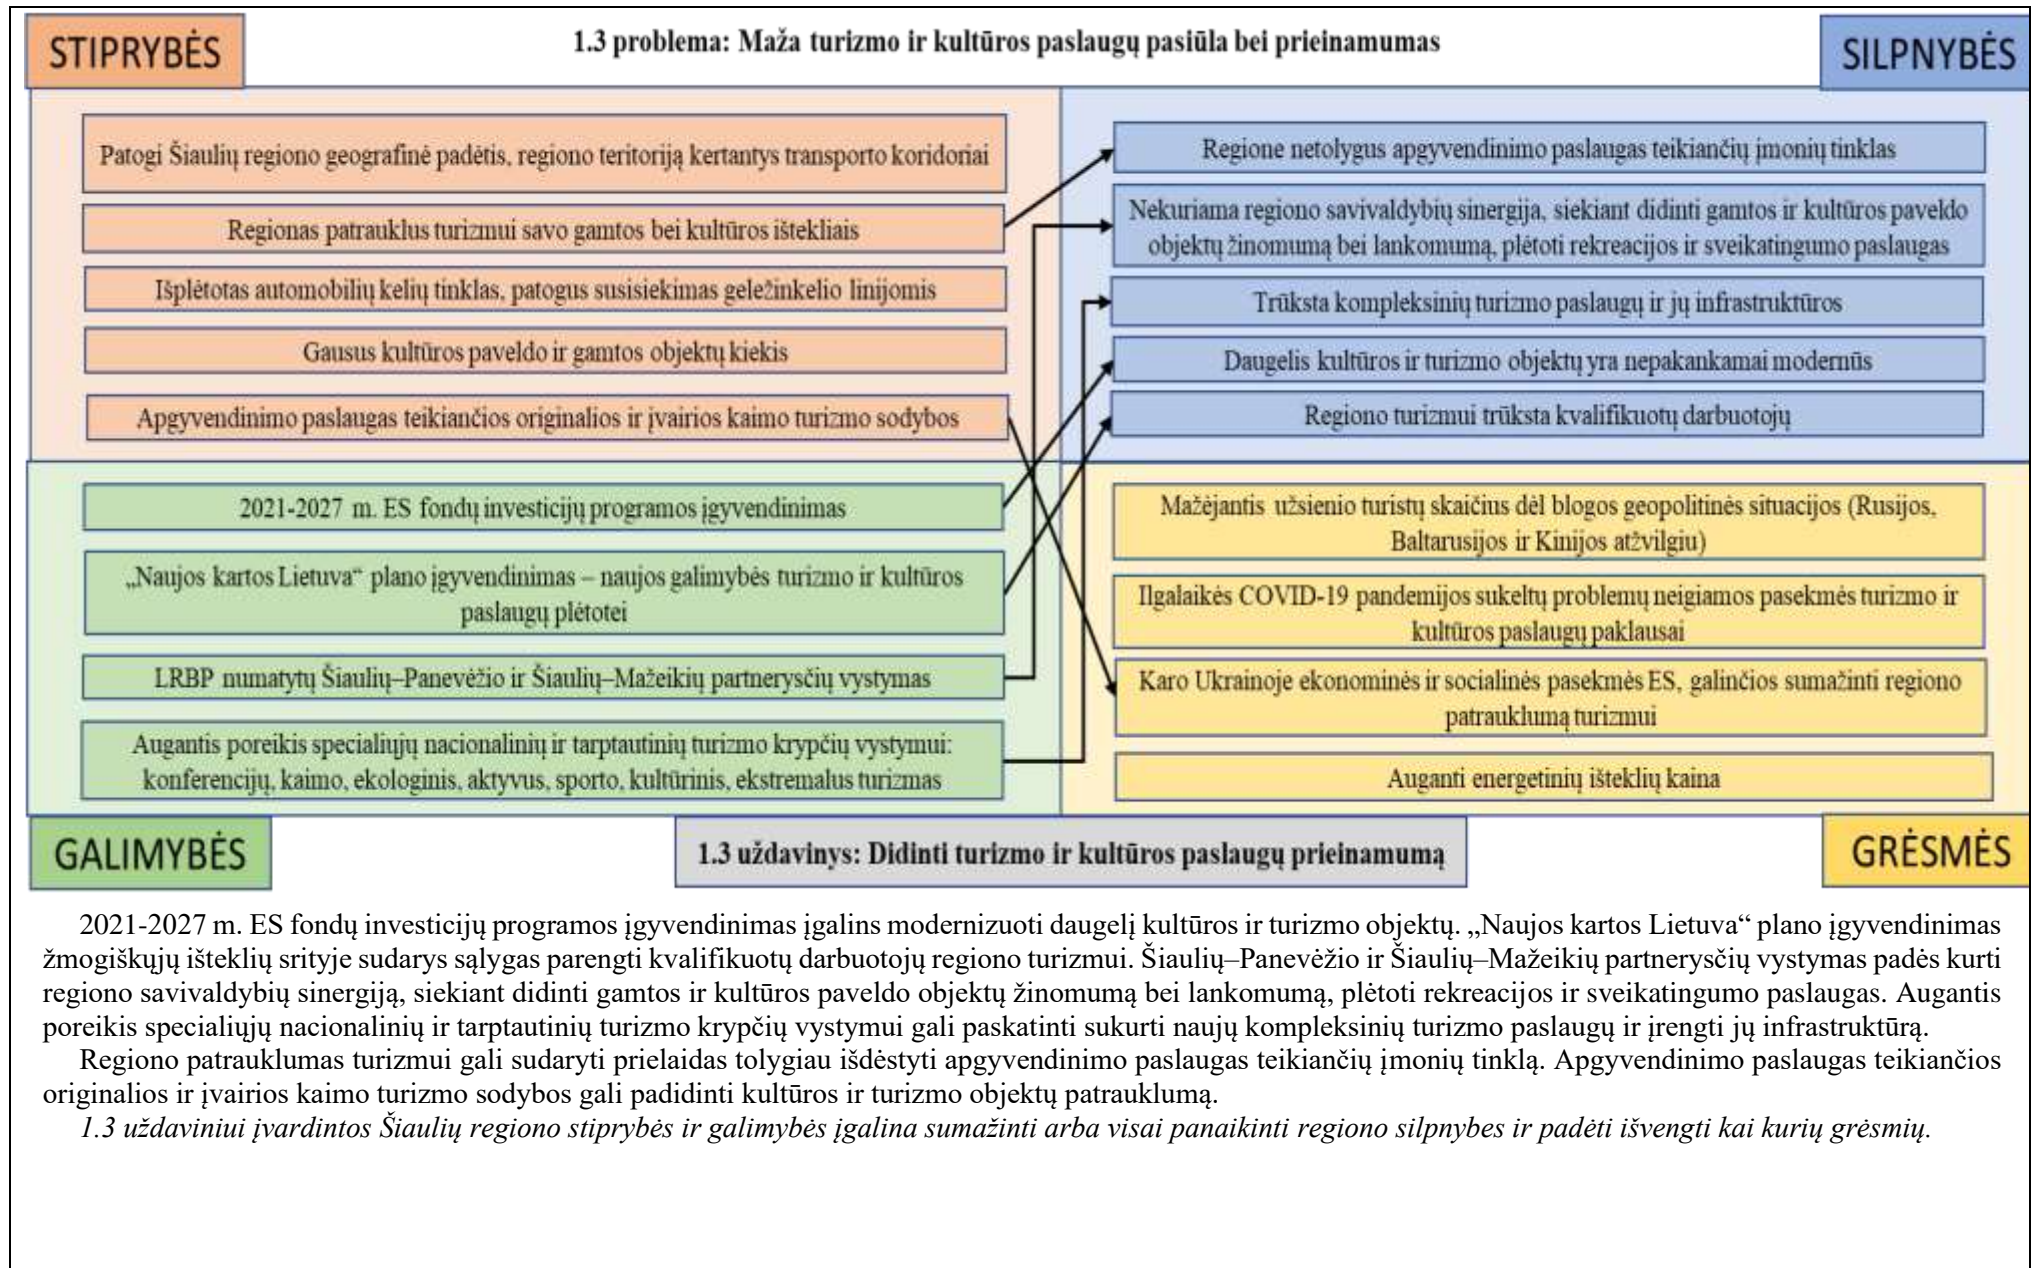 STIPRYBĖS
1.3 problema: Maža turizmo ir kultūros paslaugų pasiūla bei prieinamumas
SILPNYBĖS
Patogi Šiaulių regiono geografinė padėtis, regiono teritoriją kertantys transporto koridoriai
Regionas patrauklus turizmui savo gamtos bei kultūros ištekliais
Išplėtotas automobilių kelių tinklas, patogus susisiekimas geležinkelio linijomis
Gausus kultūros paveldo ir gamtos objektų kiekis
Apgyvendinimo paslaugas teikiančios originalios ir įvairios kaimo turizmo sodybos
Regione netolygus apgyvendinimo paslaugas teikiančių įmonių tinklas
Nekuriama regiono savivaldybių sinergija, siekiant didinti gamtos ir kultūros paveldo
objektų žinomumą bei lankomumą, plėtoti rekreacijos ir sveikatingumo paslaugas
Trūksta kompleksinių turizmo paslaugų ir jų infrastruktūros
Daugelis kultūros ir turizmo objektų yra nepakankamai modernūs
Regiono turizmui trūksta kvalifikuotų darbuotojų
2021-2027 m. ES fondų investicijų programos įgyvendinimas
„Naujos kartos Lietuva“ plano įgyvendinimas – naujos galimybės turizmo ir kultūros
paslaugų plėtotei
LRBP numatytų Šiaulių–Panevėžio ir Šiaulių–Mažeikių partnerysčių vystymas
Augantis poreikis specialiųjų nacionalinių ir tarptautinių turizmo krypčių vystymui:
konferencijų, kaimo, ekologinis, aktyvus, sporto, kultūrinis, ekstremalus turizmas
Mažėjantis užsienio turistų skaičius dėl blogos geopolitinės situacijos (Rusijos,
Baltarusijos ir Kinijos atžvilgiu)
Ilgalaikės COVID-19 pandemijos sukeltų problemų neigiamos pasekmės turizmo ir
kultūros paslaugų paklausai
Karo Ukrainoje ekonominės ir socialinės pasekmės ES, galinčios sumažinti regiono
patrauklumą turizmui
Auganti energetinių išteklių kaina
GALIMYBĖS
1.3 uždavinys: Didinti turizmo ir kultūros paslaugų prieinamumą
GRĖSMĖS
2021-2027 m. ES fondų investicijų programos įgyvendinimas įgalins modernizuoti daugelį kultūros ir turizmo objektų. „Naujos kartos Lietuva“ plano įgyvendinimas
žmogiškųjų išteklių srityje sudarys sąlygas parengti kvalifikuotų darbuotojų regiono turizmui. Šiaulių–Panevėžio ir Šiaulių–Mažeikių partnerysčių vystymas padės kurti
regiono savivaldybių sinergiją, siekiant didinti gamtos ir kultūros paveldo objektų žinomumą bei lankomumą, plėtoti rekreacijos ir sveikatingumo paslaugas. Augantis
poreikis specialiųjų nacionalinių ir tarptautinių turizmo krypčių vystymui gali paskatinti sukurti naujų kompleksinių turizmo paslaugų ir įrengti jų infrastruktūrą.
Regiono patrauklumas turizmui gali sudaryti prielaidas tolygiau išdėstyti apgyvendinimo paslaugas teikiančių įmonių tinklą. Apgyvendinimo paslaugas teikiančios
originalios ir įvairios kaimo turizmo sodybos gali padidinti kultūros ir turizmo objektų patrauklumą.
1.3 uždaviniui įvardintos Šiaulių regiono stiprybės ir galimybės įgalina sumažinti arba visai panaikinti regiono silpnybes ir padėti išvengti kai kurių grėsmių.